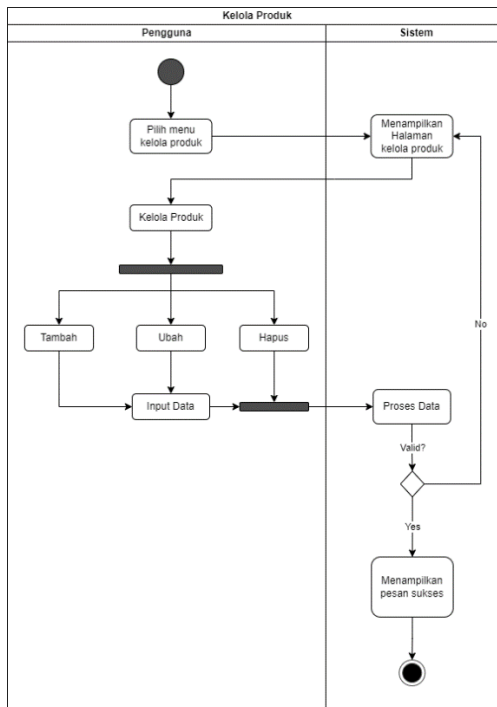 Kelola Produk
Pengguna
Sistem
Pilih menu
kelola produk
Menampilkan
Halaman
kelola produk
Kelola Produk
Tambah
Ubah
Hapus
No
Input Data
Proses Data
Valid?
Yes
Menampilkan
pesan sukses